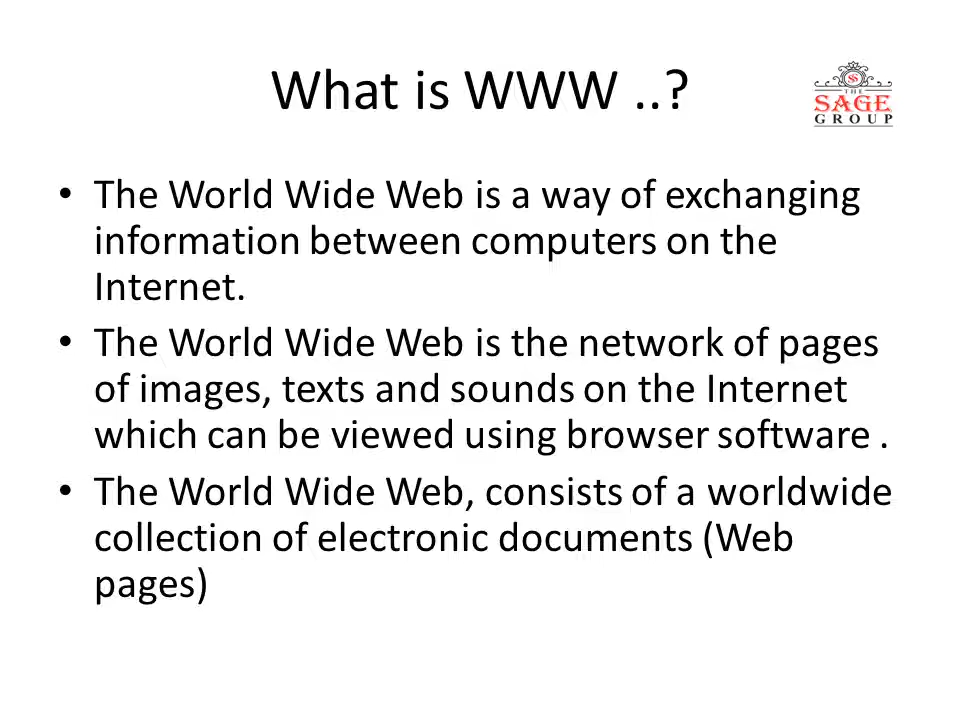 What is WWW ..?
THE
SAGE
GROUP
• The World Wide Web is a way of exchanging
information between computers on the
Internet.
• The World Wide Web is the network of pages
of images, texts and sounds on the Internet
which can be viewed using browser software .
• The World Wide Web, consists of a worldwide
collection of electronic documents (Web
pages)